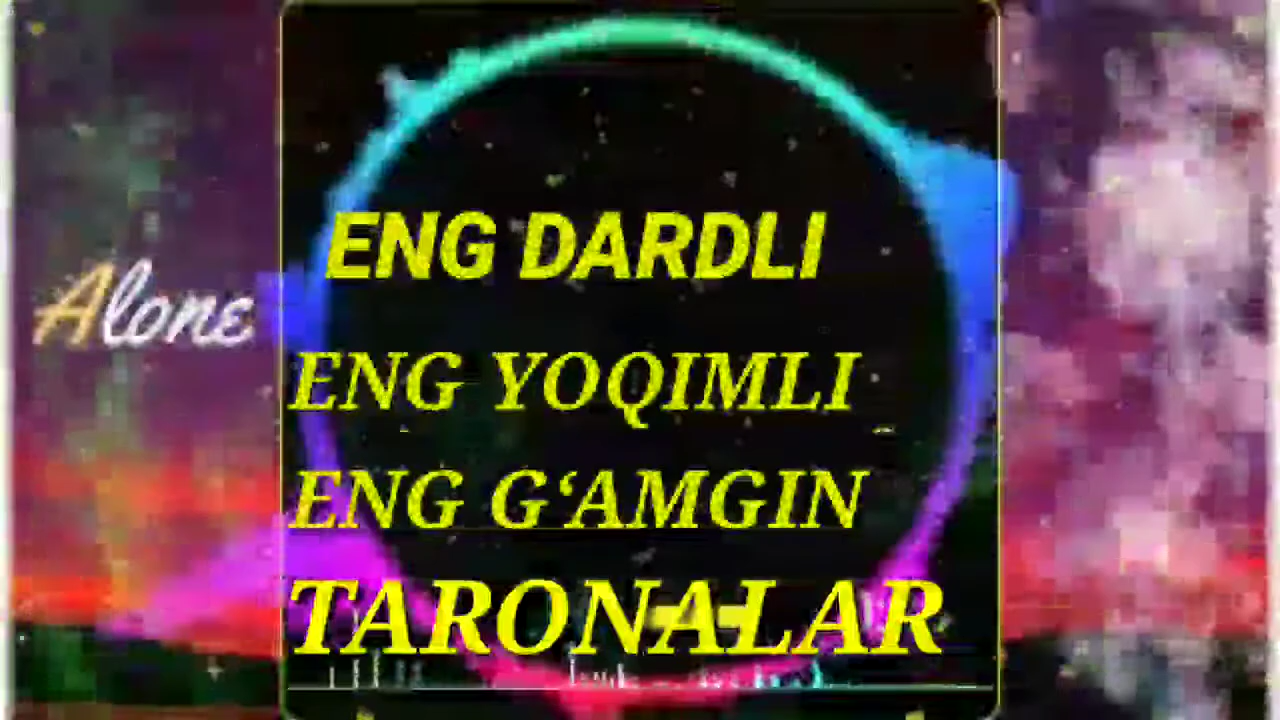 Alone
ENG DARDLI
ENG YOQIMLI
ENG G‘AMGIN
TARONALAR